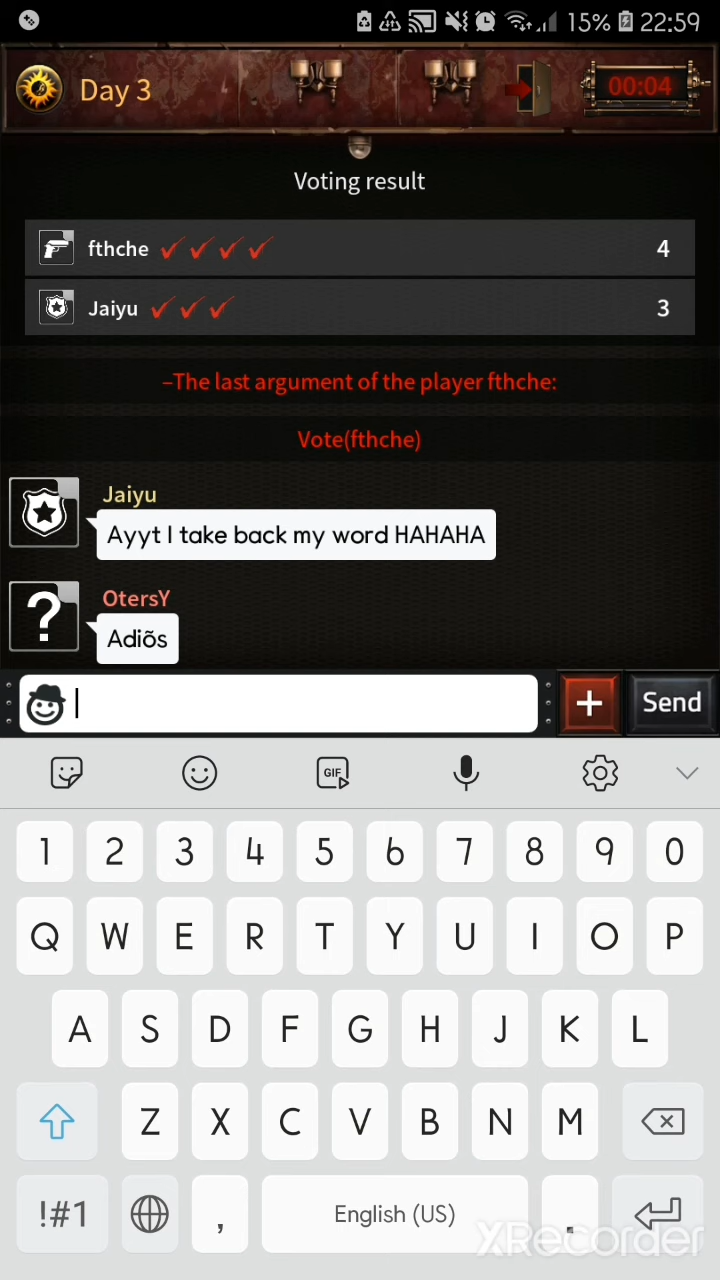 15% 22:59
Day 3
00:04
Voting result
fthche 4
Jaiyu 3
–The last argument of the player fthche:
Vote(fthche)
Jaiyu
Ayyt I take back my word HAHAHA
OtersY
Adiõs
Send
GIF
1 2 3 4 5 6 7 8 9 0
Q W E R T Y U I O P
A S D F G H J K L
Z X C V B N M
!#1 , English (US) .
XRecorder